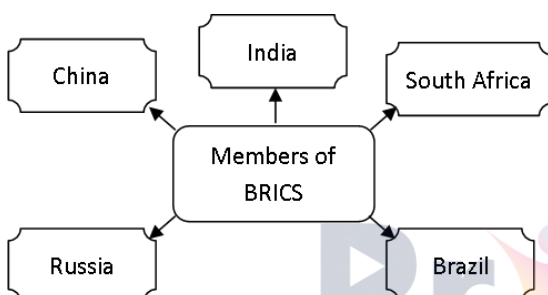 India
China
South Africa
Members of
BRICS
Russia
Brazil